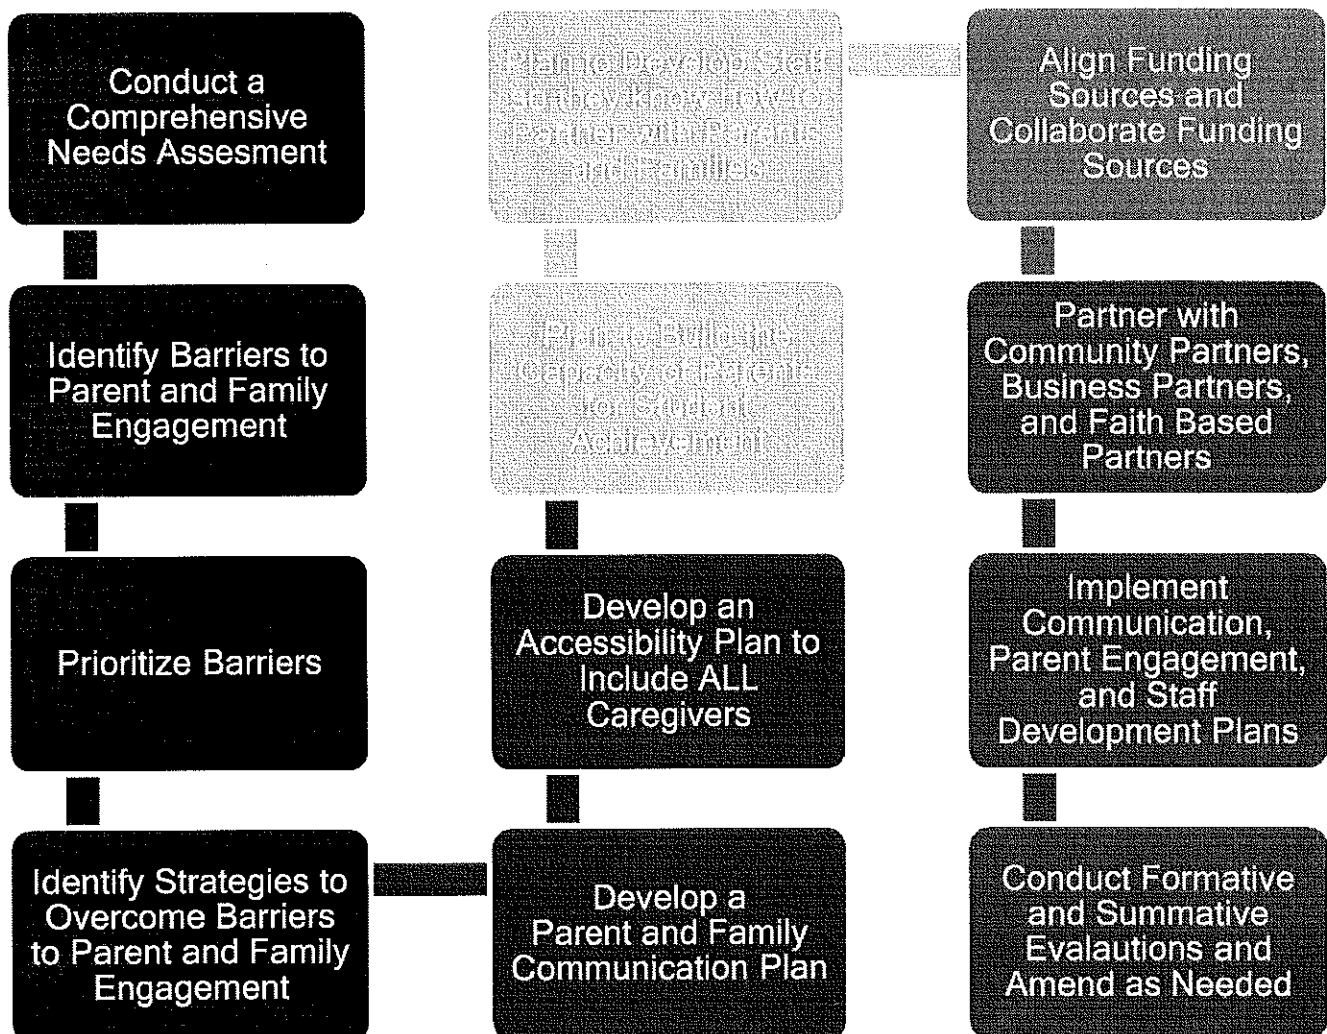 Conduct a
Comprehensive
Needs Assesment
Identify Barriers to
Parent and Family
Engagement
Prioritize Barriers
Identify Strategies to
Overcome Barriers
to Parent and Family
Engagement
Develop a
Parent and Family
Communication Plan
Develop an
Accessibility Plan to
Include ALL
Caregivers
Plan to Build the
Capacity of Parents
for Student
Achievement
Plan to Develop Staff
so they know how to
Partner with Parents
and Families
Align Funding
Sources and
Collaborate Funding
Sources
Partner with
Community Partners,
Business Partners,
and Faith Based
Partners
Implement
Communication,
Parent Engagement,
and Staff
Development Plans
Conduct Formative
and Summative
Evalautions and
Amend as Needed